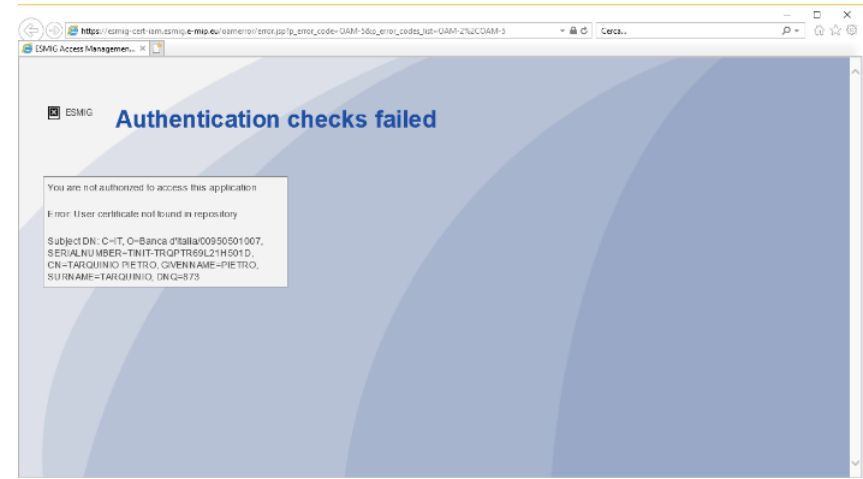 https://esmig-cert-iam.esmig.e-mip.eu/oamerror/error.jsp?p_error_code=OAM-5&p_error_codes_list=OAM-2%2COAM-5
Cerca...
ESMIG Access Managemen...
ESMIG
Authentication checks failed
You are not authorized to access this application
Error: User certificate not found in repository
Subject DN: C=IT, O=Banca d'Italia/00950501007,
SERIALNUMBER=TINIT-TRQPTR69L21H501D,
CN=TARQUINIO PIETRO, GIVENNAME=PIETRO,
SURNAME=TARQUINIO, DNQ=873